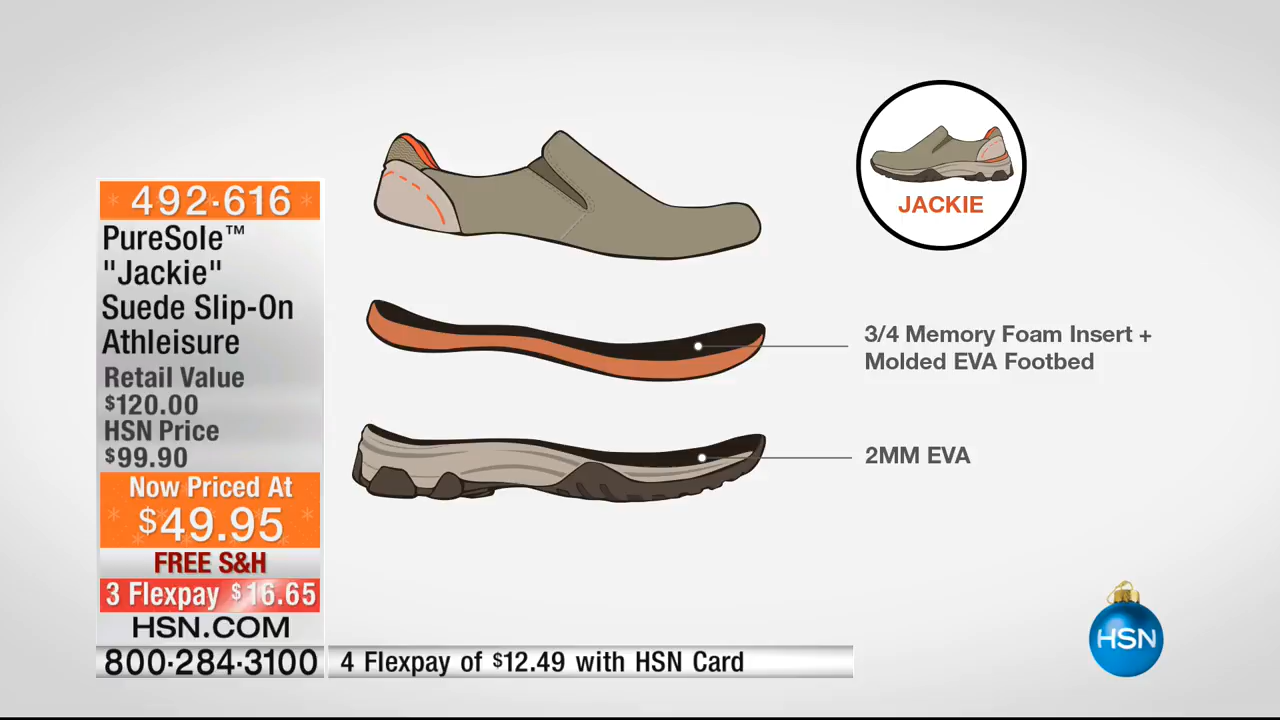 492-616
PureSole™
"Jackie"
Suede Slip-On
Athleisure
Retail Value
$120.00
HSN Price
$99.90
Now Priced At
$49.95
FREE S&H
3 Flexpay $16.65
HSN.COM
800·284·3100
4 Flexpay of $12.49 with HSN Card
JACKIE
3/4 Memory Foam Insert +
Molded EVA Footbed
2MM EVA
HSN